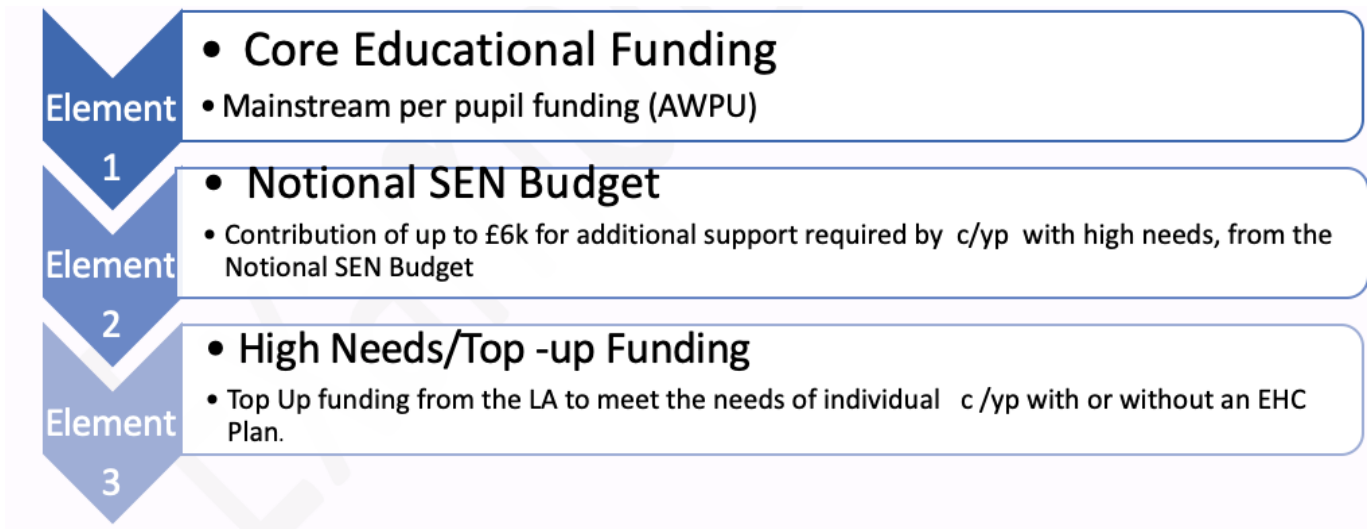 Element
1
• Core Educational Funding
• Mainstream per pupil funding (AWPU)
Element
2
• Notional SEN Budget
• Contribution of up to £6k for additional support required by c/yp with high needs, from the
Notional SEN Budget
Element
3
• High Needs/Top -up Funding
• Top Up funding from the LA to meet the needs of individual c /yp with or without an EHC
Plan.